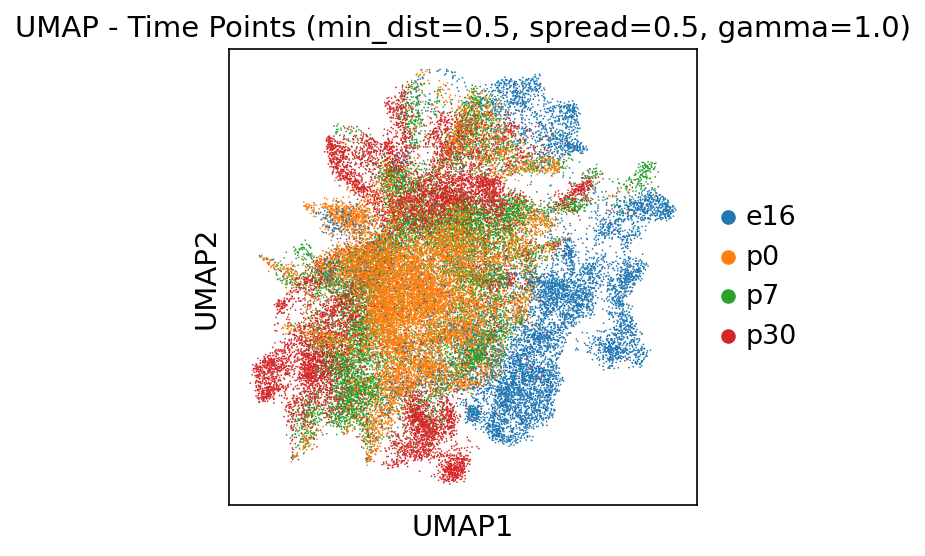 UMAP - Time Points (min_dist=0.5, spread=0.5, gamma=1.0)
UMAP2
e16
p0
p7
p30
UMAP1